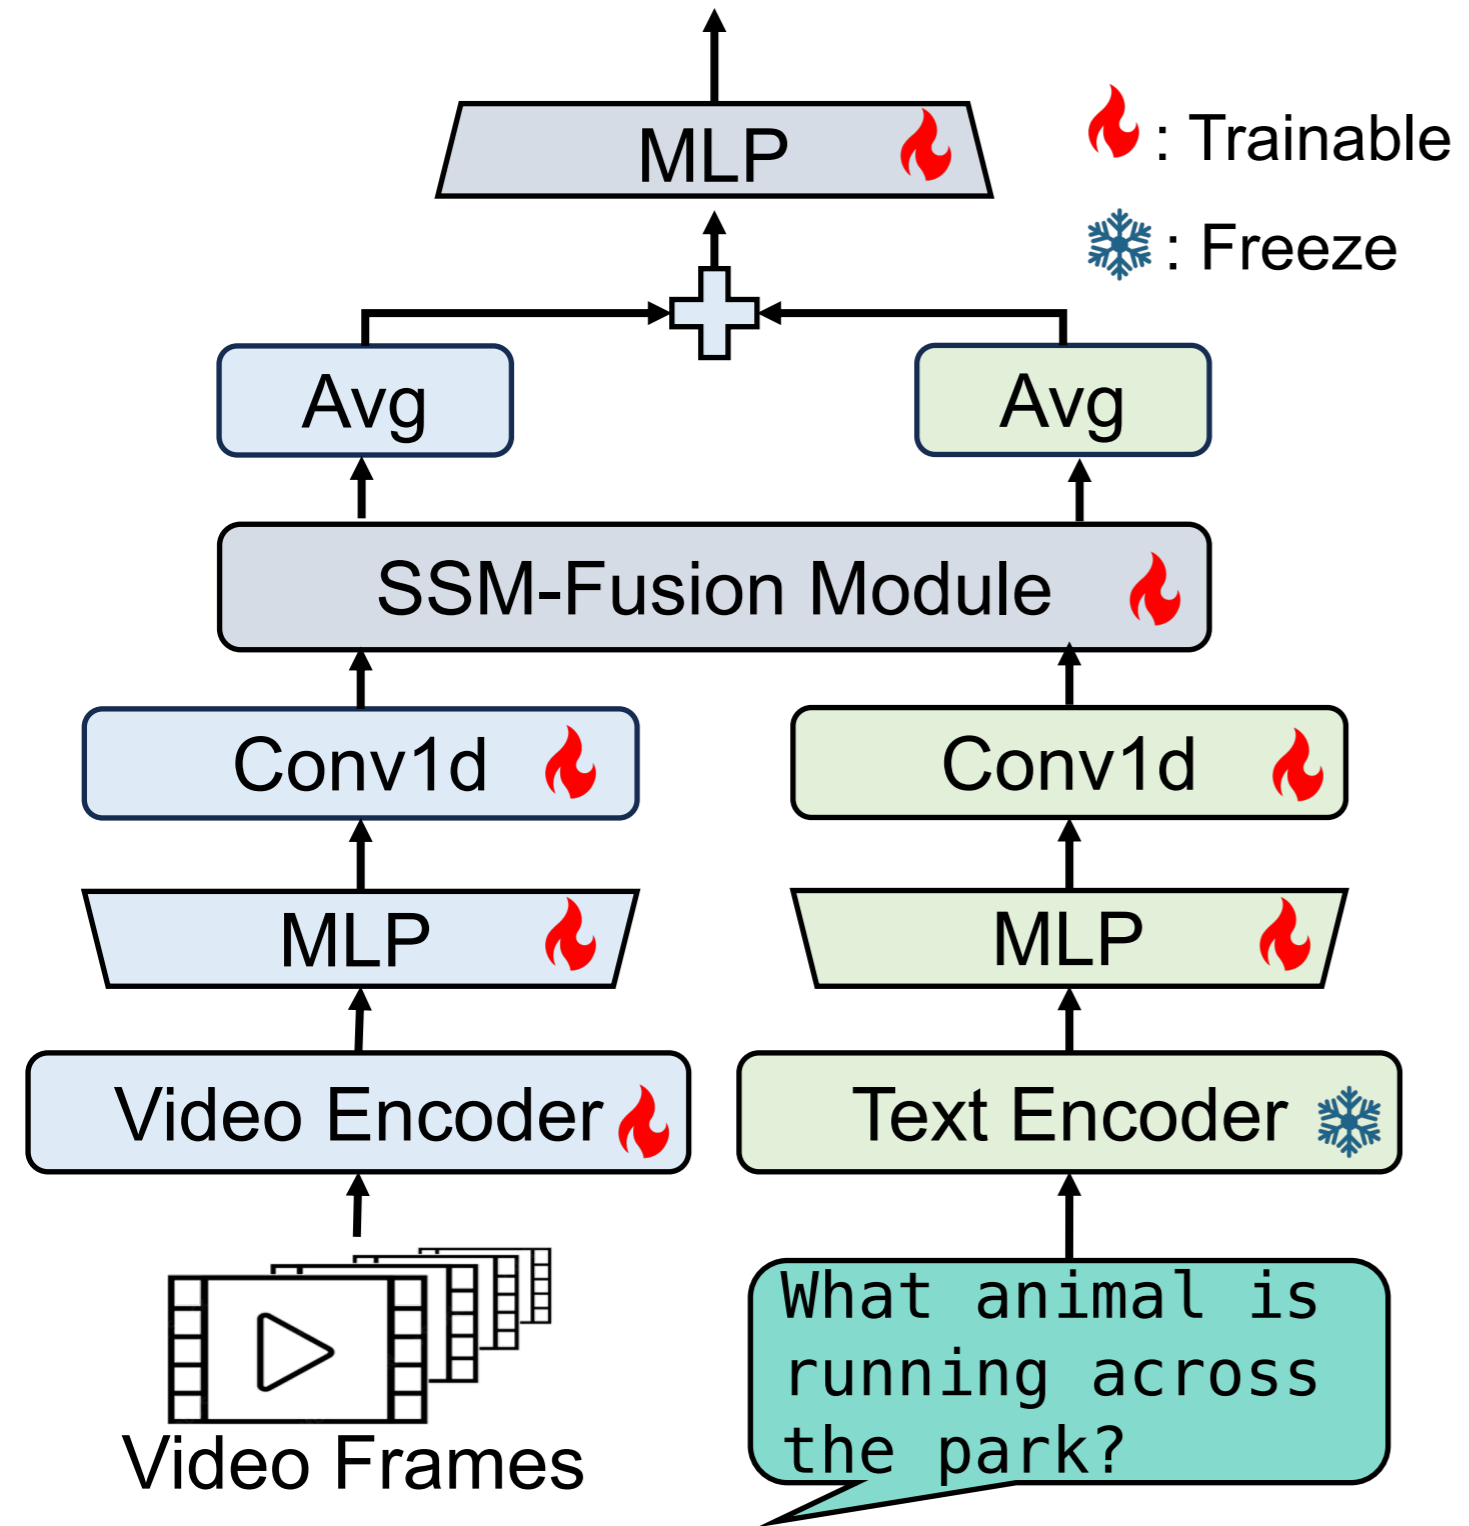 MLP
: Trainable
: Freeze
Avg
Avg
SSM-Fusion Module
Conv1d
Conv1d
MLP
MLP
Video Encoder
Text Encoder
Video Frames
What animal is
running across
the park?